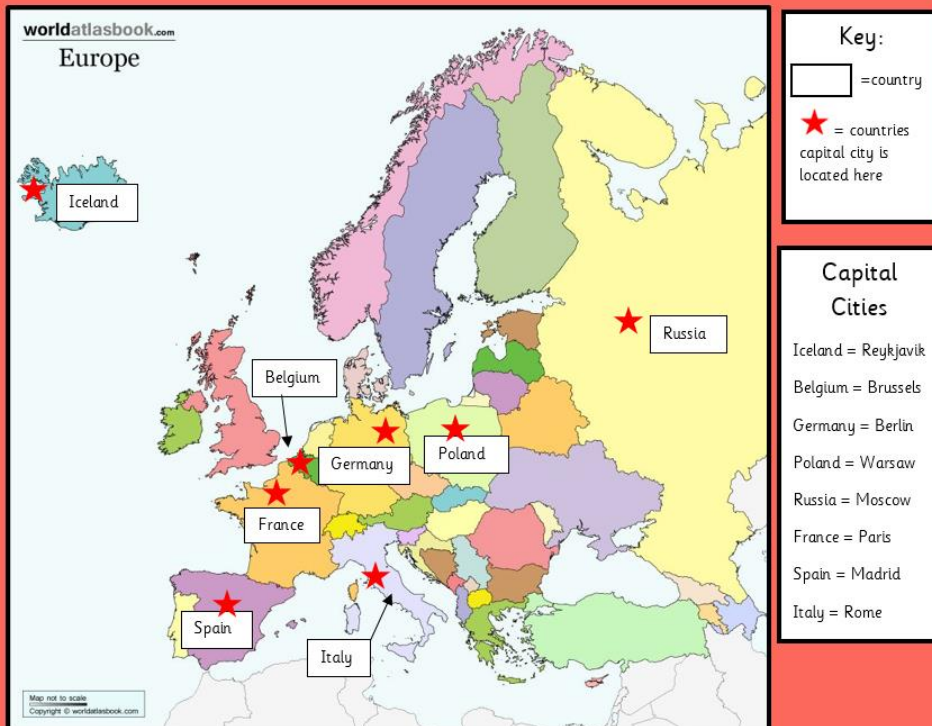 worldatlasbook.com
Europe
Iceland
Belgium
Russia
Germany
Poland
France
Spain
Italy
Map not to scale
Copyright © worldatlasbook.com
Key:
=country
= countries
capital city is
located here
Capital
Cities
Iceland = Reykjavik
Belgium = Brussels
Germany = Berlin
Poland = Warsaw
Russia = Moscow
France = Paris
Spain = Madrid
Italy = Rome